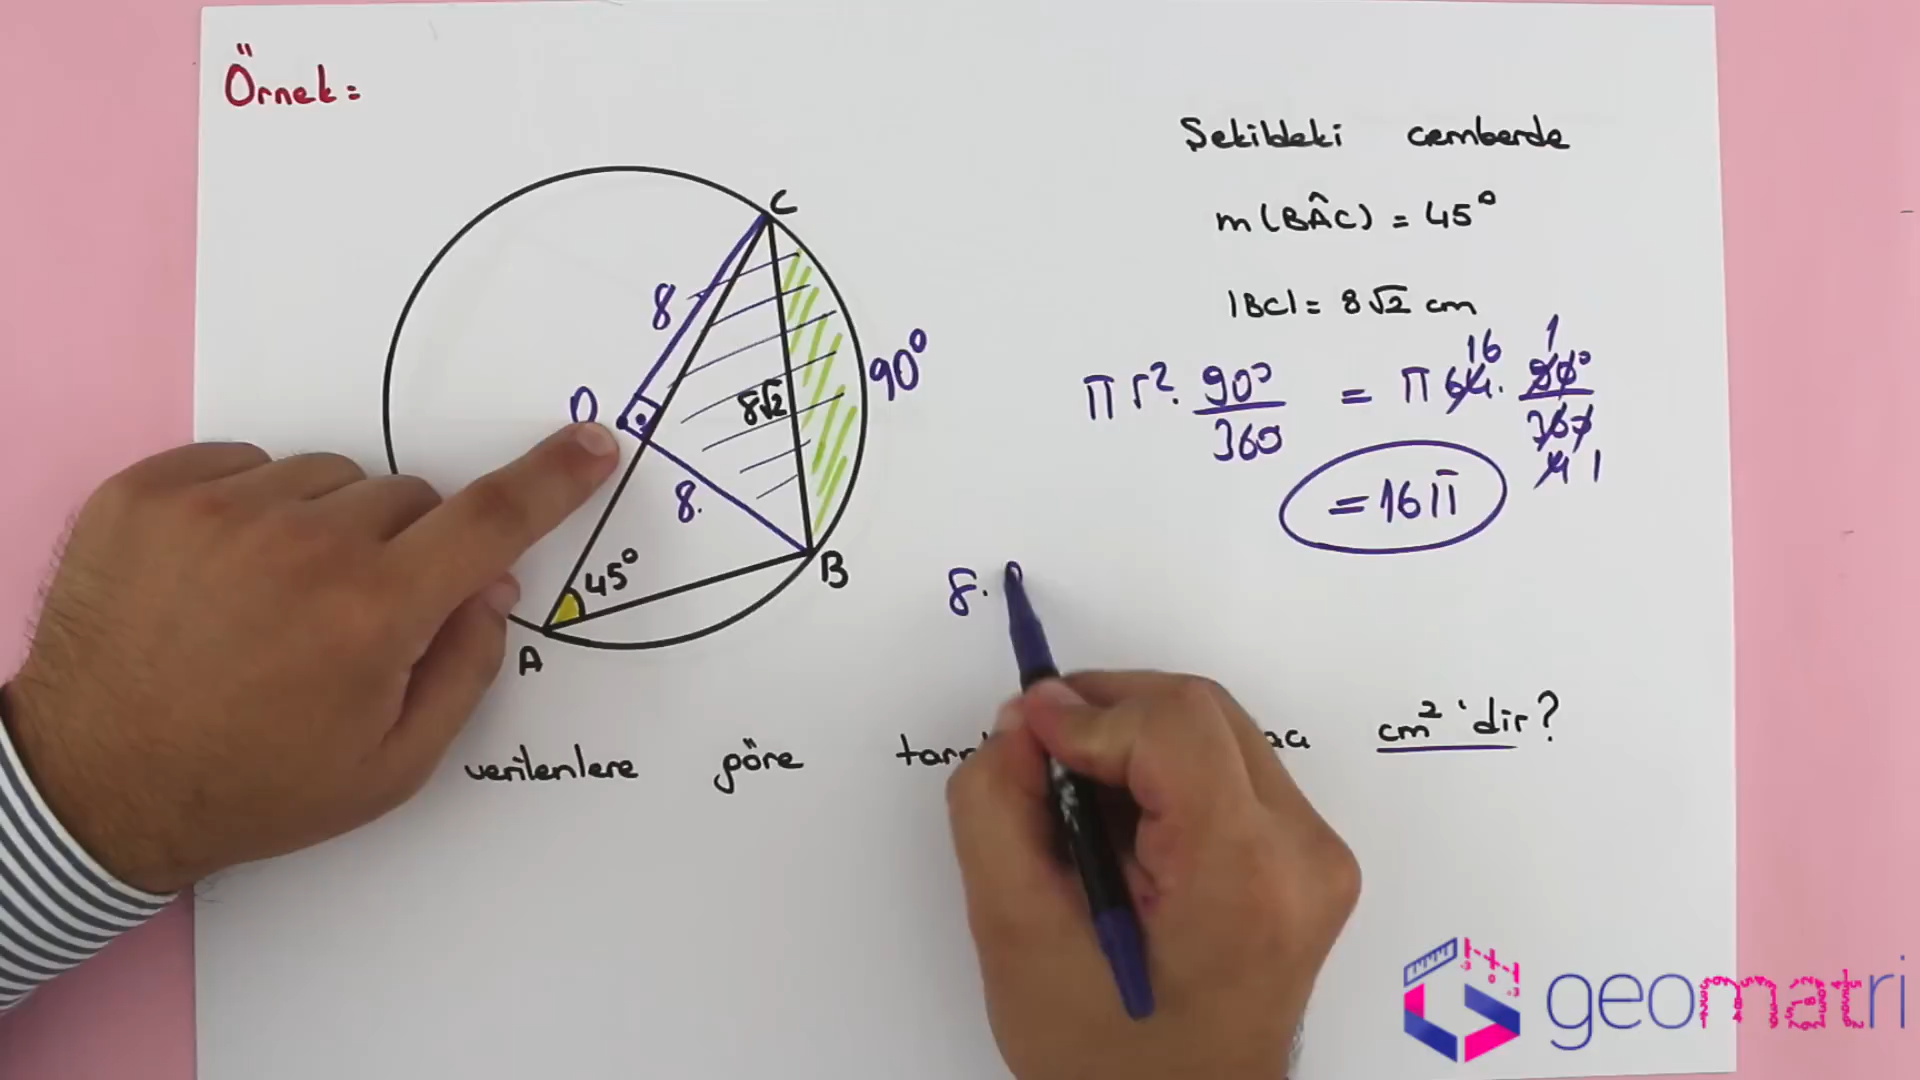 Örnek:
Şekildeki çemberde
m(BÂC) = 45°
|BC| = 8√2 cm
C
8
90°
O
8√2
8.
45°
B
A
πr². 90°/360 = π 64. 90°/360
16
1
4 1
= 16π
8.
verilenlere göre cm² 'dir?
geomatri